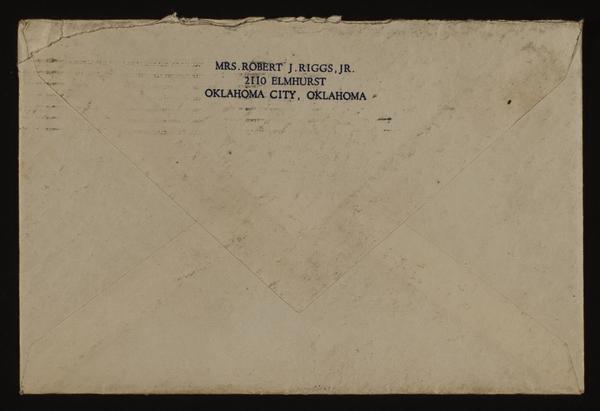 MRS. ROBERT J. RIGGS, JR.
2110 ELMHURST
OKLAHOMA CITY, OKLAHOMA